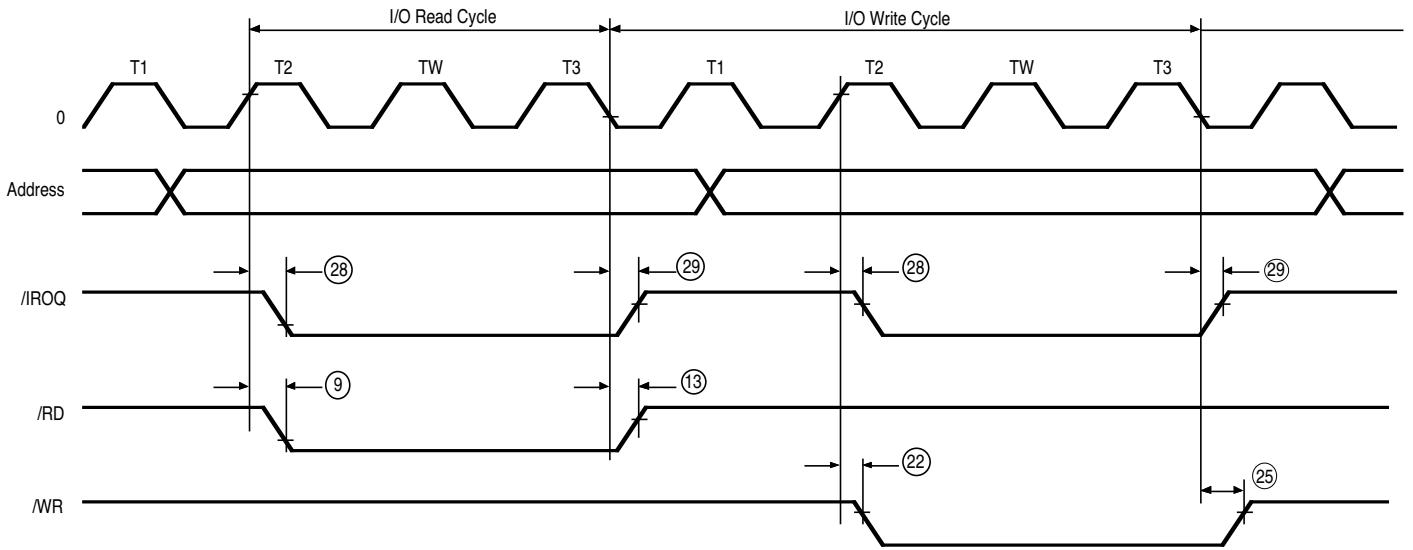 I/O Read Cycle I/O Write Cycle
T1 T2 TW T3 T1 T2 TW T3
0
Address
28 29 28 29
/IROQ
9 13
/RD
22 25
/WR